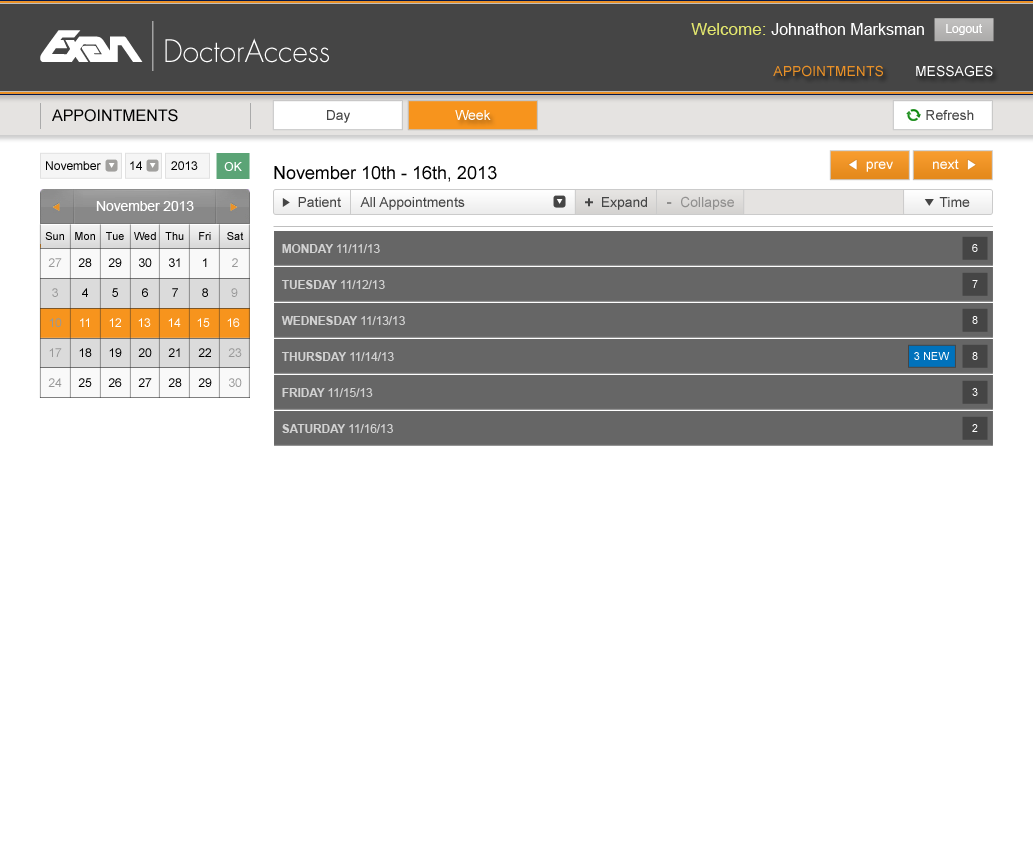 Exan DoctorAccess
Welcome: Johnathon Marksman Logout
APPOINTMENTS MESSAGES
APPOINTMENTS Day Week Refresh
November 14 2013 OK
November 10th - 16th, 2013 prev next
November 2013
Patient All Appointments + Expand - Collapse Time
Sun Mon Tue Wed Thu Fri Sat
27 28 29 30 31 1 2
3 4 5 6 7 8 9
10 11 12 13 14 15 16
17 18 19 20 21 22 23
24 25 26 27 28 29 30
MONDAY 11/11/13 6
TUESDAY 11/12/13 7
WEDNESDAY 11/13/13 8
THURSDAY 11/14/13 3 NEW 8
FRIDAY 11/15/13 3
SATURDAY 11/16/13 2